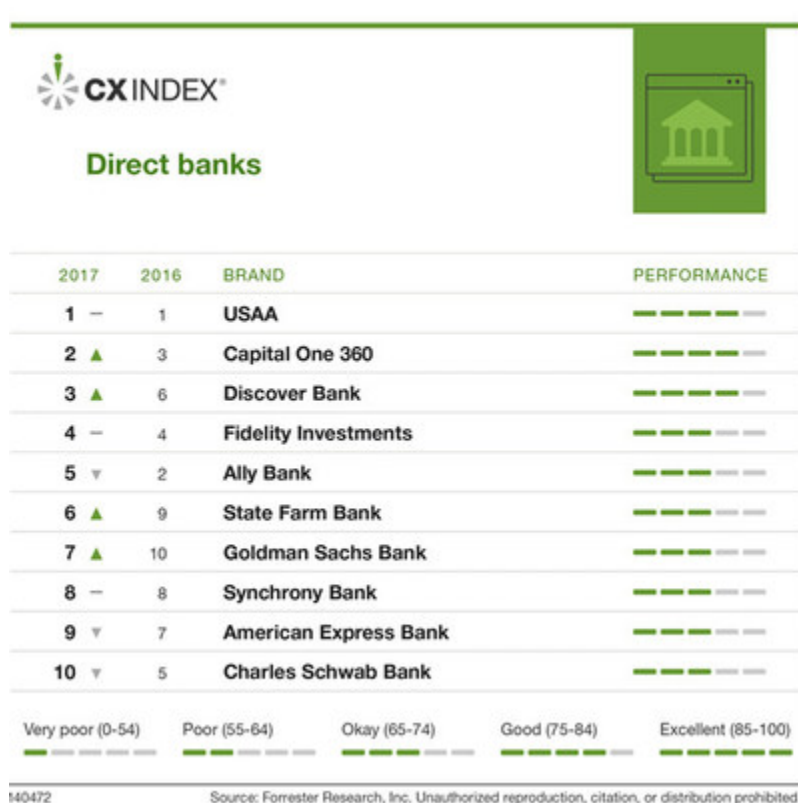 CX INDEX®
Direct banks
2017 2016 BRAND PERFORMANCE
1 – 1 USAA
2 ▲ 3 Capital One 360
3 ▲ 6 Discover Bank
4 – 4 Fidelity Investments
5 ▼ 2 Ally Bank
6 ▲ 9 State Farm Bank
7 ▲ 10 Goldman Sachs Bank
8 – 8 Synchrony Bank
9 ▼ 7 American Express Bank
10 ▼ 5 Charles Schwab Bank
Very poor (0-54) Poor (55-64) Okay (65-74) Good (75-84) Excellent (85-100)
40472 Source: Forrester Research, Inc. Unauthorized reproduction, citation, or distribution prohibited